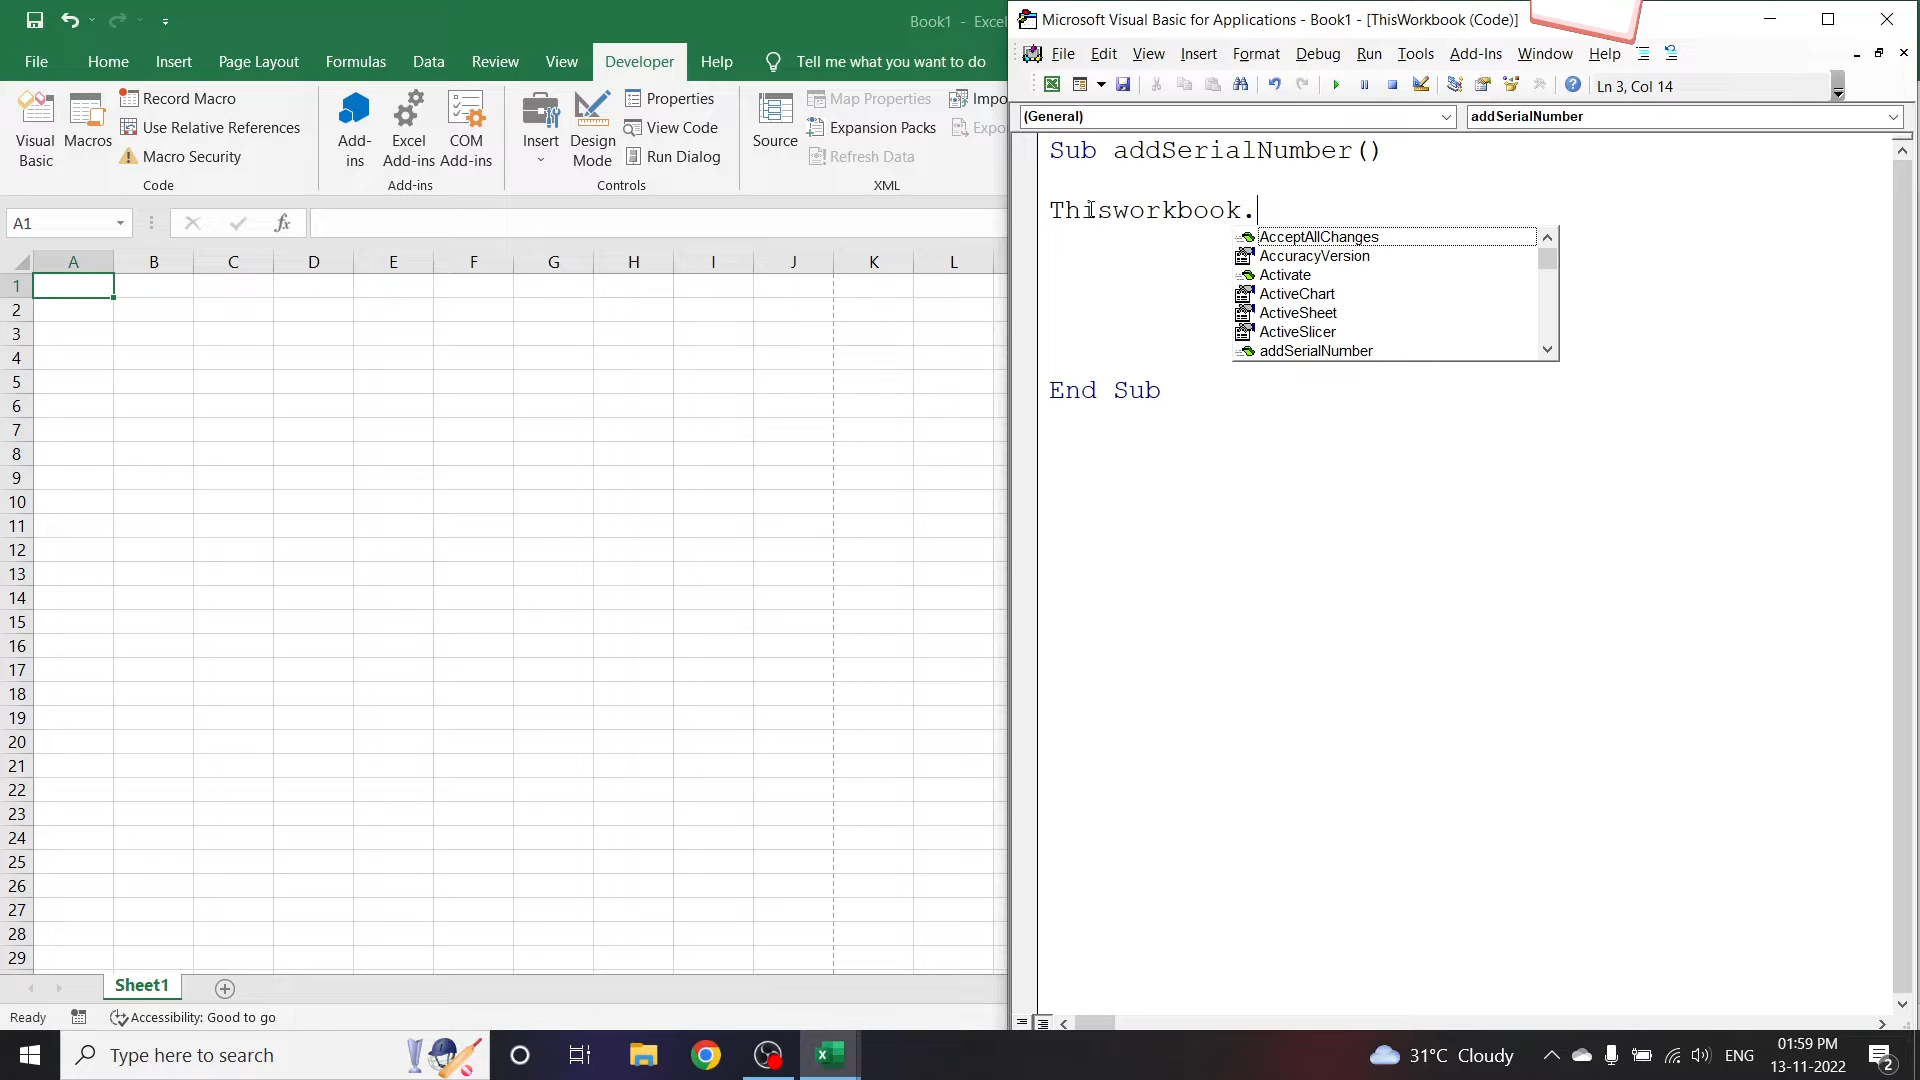 Book1 - Excel
File Home Insert Page Layout Formulas Data Review View Developer Help Tell me what you want to do
Visual Basic
Macros
Record Macro
Use Relative References
Macro Security
Code
Add-ins
Excel Add-ins
COM Add-ins
Add-ins
Insert
Design Mode
Properties
View Code
Run Dialog
Controls
Source
Map Properties
Expansion Packs
Refresh Data
Impo
Expo
XML
A1
fx
A B C D E F G H I J K L
1
2
3
4
5
6
7
8
9
10
11
12
13
14
15
16
17
18
19
20
21
22
23
24
25
26
27
28
29
Sheet1
Ready Accessibility: Good to go
Microsoft Visual Basic for Applications - Book1 - [ThisWorkbook (Code)]
File Edit View Insert Format Debug Run Tools Add-Ins Window Help
Ln 3, Col 14
(General) addSerialNumber
Sub addSerialNumber()
Thisworkbook.
AcceptAllChanges
AccuracyVersion
Activate
ActiveChart
ActiveSheet
ActiveSlicer
addSerialNumber
End Sub
Type here to search
31°C Cloudy
ENG
01:59 PM
13-11-2022
2